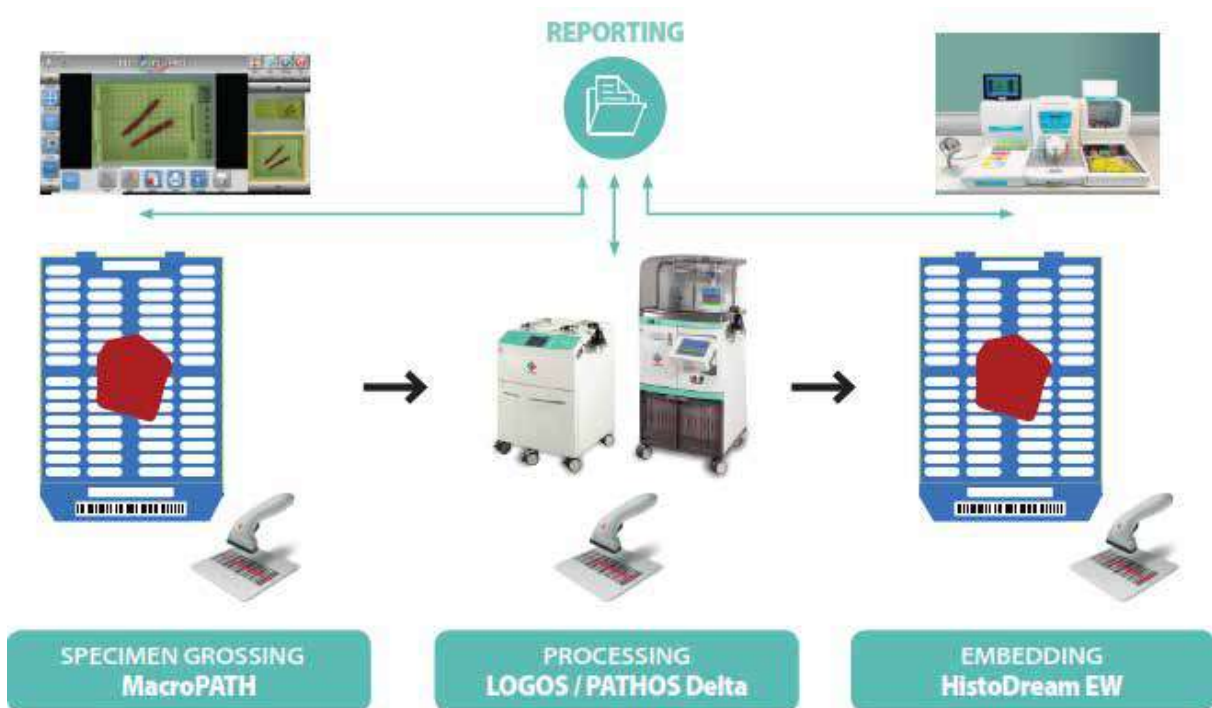 REPORTING
SPECIMEN GROSSING
MacroPATH
PROCESSING
LOGOS / PATHOS Delta
EMBEDDING
HistoDream EW